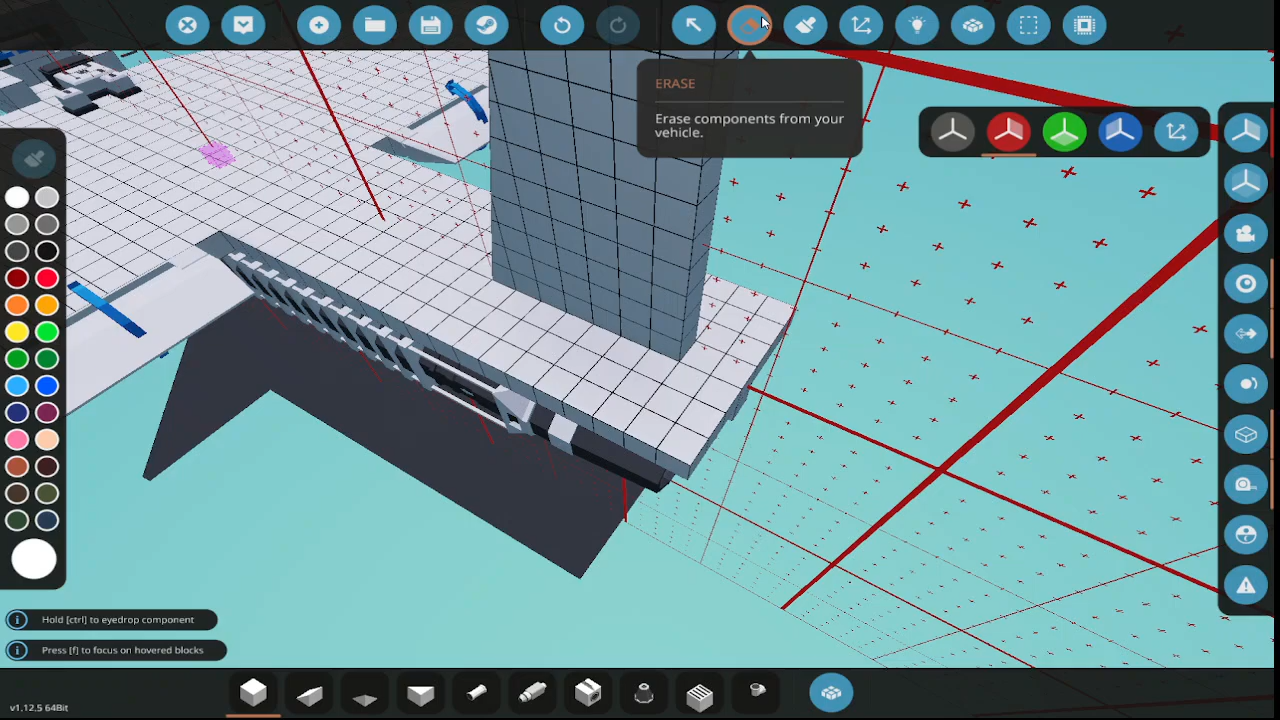 ERASE
Erase components from your
vehicle.
Hold [ctrl] to eyedrop component
Press [f] to focus on hovered blocks
v1.12.5 64Bit